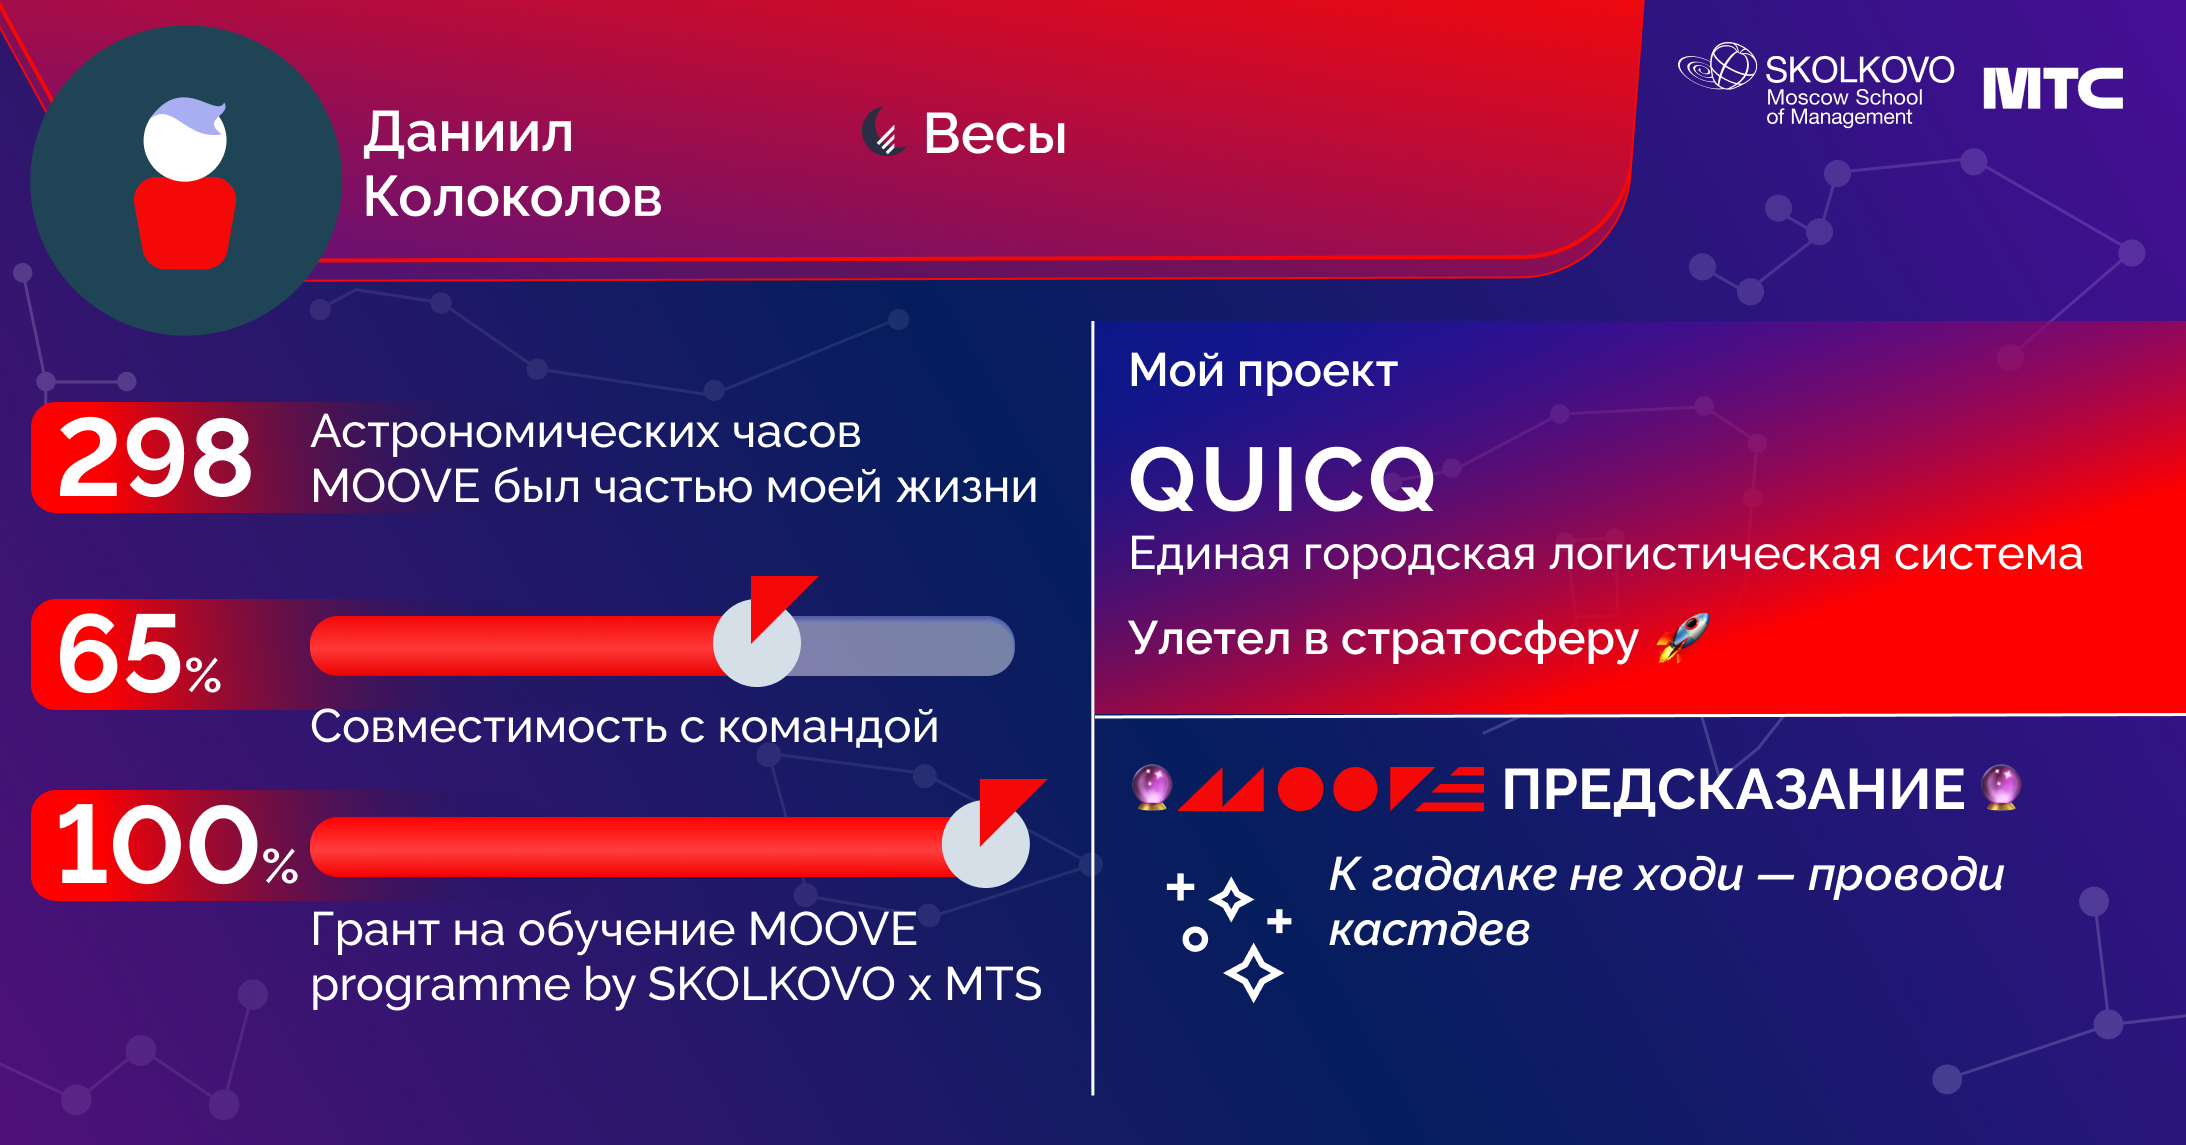 Даниил
Колоколов
Весы
SKOLKOVO
Moscow School
of Management
МТС
298
Астрономических часов
MOOVE был частью моей жизни
65%
Совместимость с командой
100%
Грант на обучение MOOVE
programme by SKOLKOVO x MTS
Мой проект
QUICQ
Единая городская логистическая система
Улетел в стратосферу 🚀
🔮 MOOVE ПРЕДСКАЗАНИЕ 🔮
К гадалке не ходи — проводи
кастдев